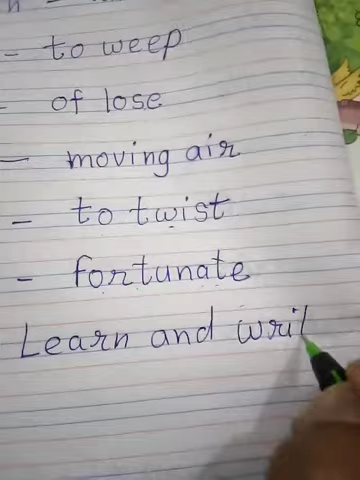 - to weep
- of lose
- moving air
- to twist
- fortunate
Learn and wri